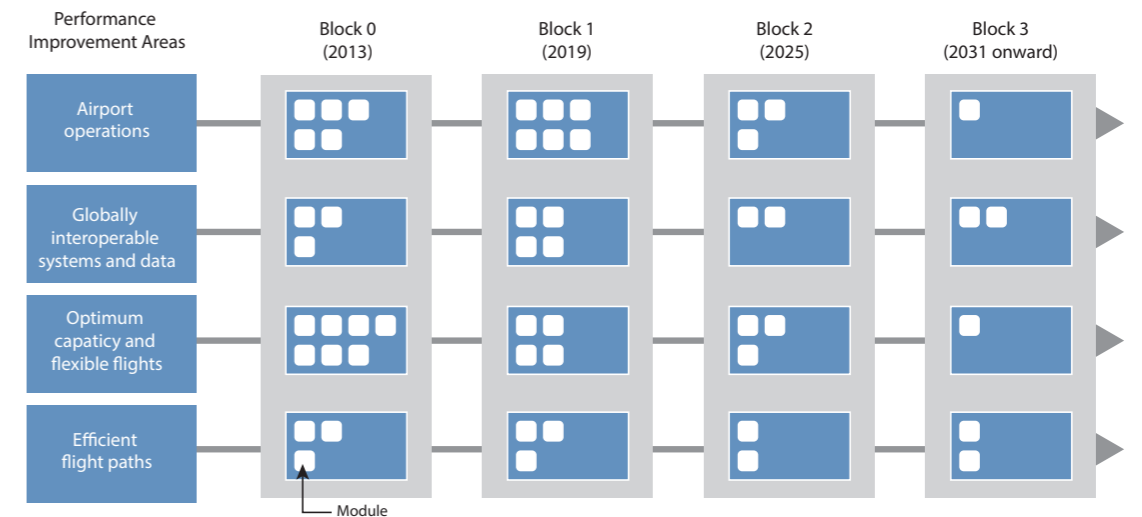 Performance
Improvement Areas
Block 0
(2013)
Block 1
(2019)
Block 2
(2025)
Block 3
(2031 onward)
Airport
operations
Globally
interoperable
systems and data
Optimum
capaticy and
flexible flights
Efficient
flight paths
Module